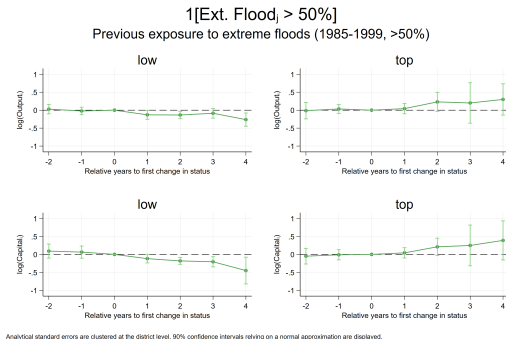 1[Ext. Floodⱼ > 50%]
Previous exposure to extreme floods (1985-1999, >50%)
low
top
log(Output,)
1
.5
0
-.5
-1
-2 -1 0 1 2 3 4
Relative years to first change in status
log(Output,)
1
.5
0
-.5
-1
-2 -1 0 1 2 3 4
Relative years to first change in status
low
top
log(Capital,)
1
.5
0
-.5
-1
-2 -1 0 1 2 3 4
Relative years to first change in status
log(Capital,)
1
.5
0
-.5
-1
-2 -1 0 1 2 3 4
Relative years to first change in status
Analytical standard errors are clustered at the district level. 90% confidence intervals relying on a normal approximation are displayed.